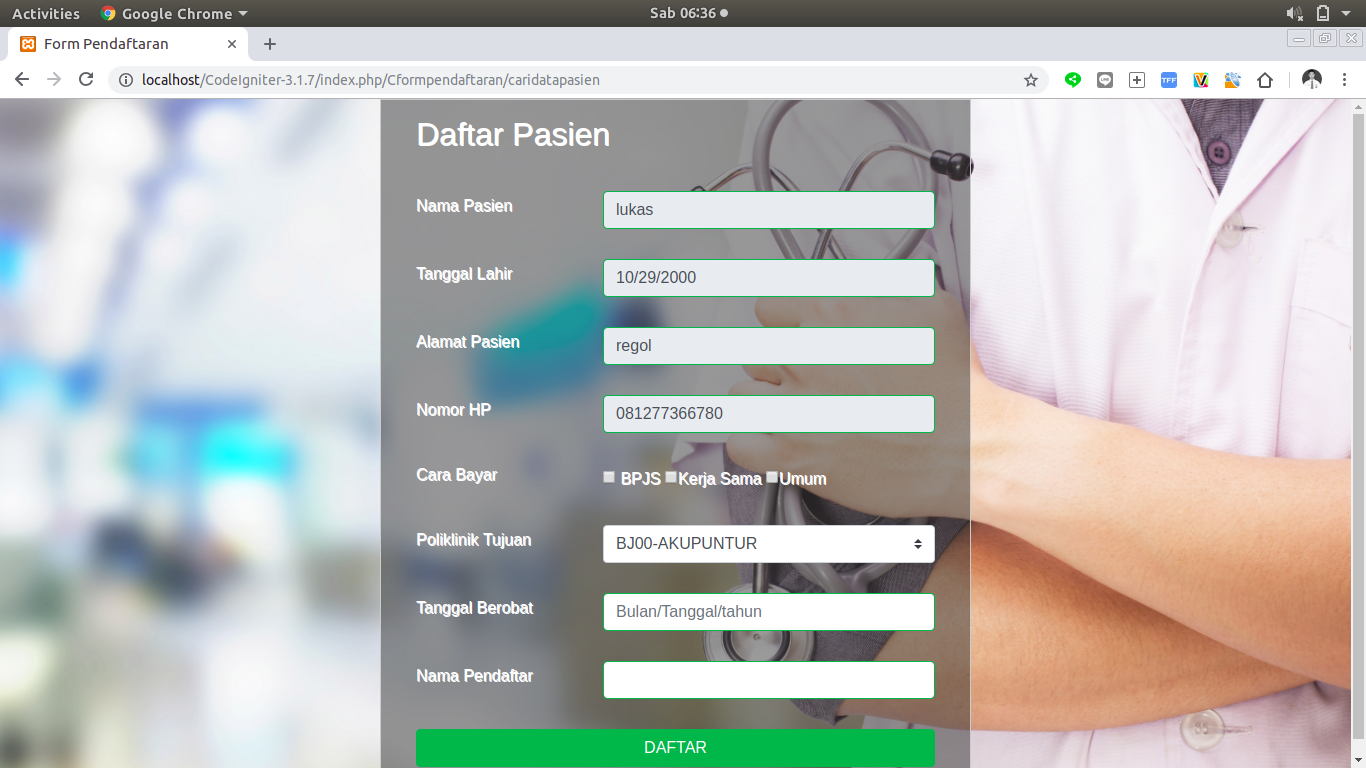 Activities Google Chrome Sab 06:36
Form Pendaftaran
localhost/CodeIgniter-3.1.7/index.php/Cformpendaftaran/caridatapasien
TFF
Daftar Pasien
Nama Pasien lukas
Tanggal Lahir 10/29/2000
Alamat Pasien regol
Nomor HP 081277366780
Cara Bayar BPJS Kerja Sama Umum
Poliklinik Tujuan BJ00-AKUPUNTUR
Tanggal Berobat Bulan/Tanggal/tahun
Nama Pendaftar
DAFTAR